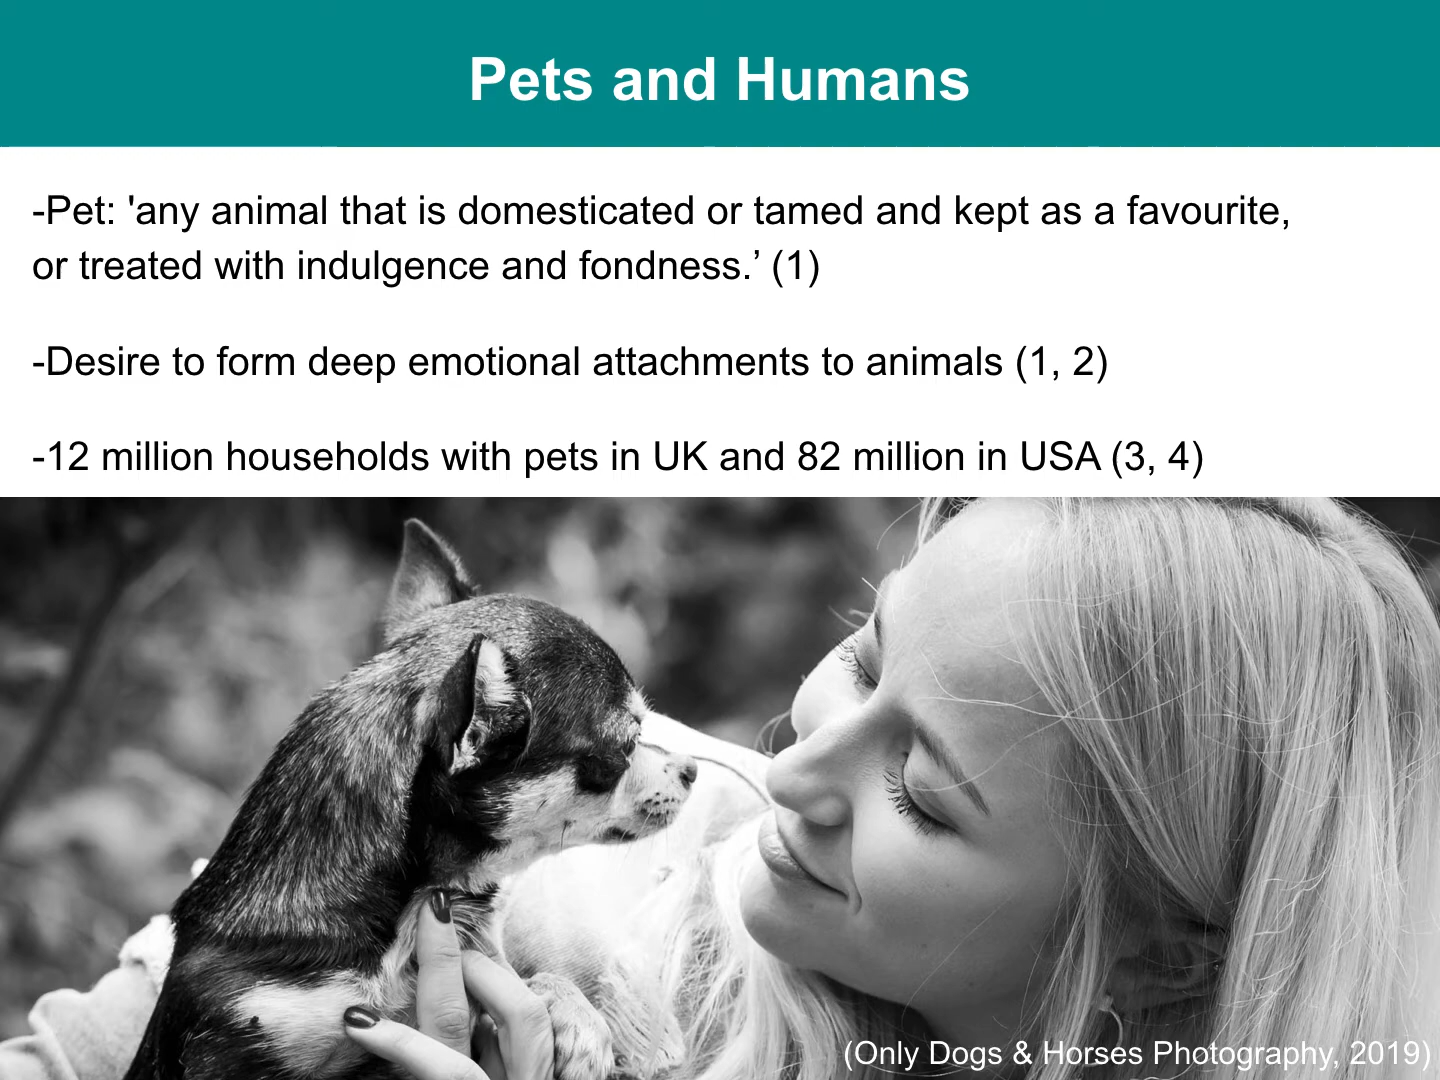 Pets and Humans
-Pet: 'any animal that is domesticated or tamed and kept as a favourite,
or treated with indulgence and fondness.’ (1)
-Desire to form deep emotional attachments to animals (1, 2)
-12 million households with pets in UK and 82 million in USA (3, 4)
(Only Dogs & Horses Photography, 2019)